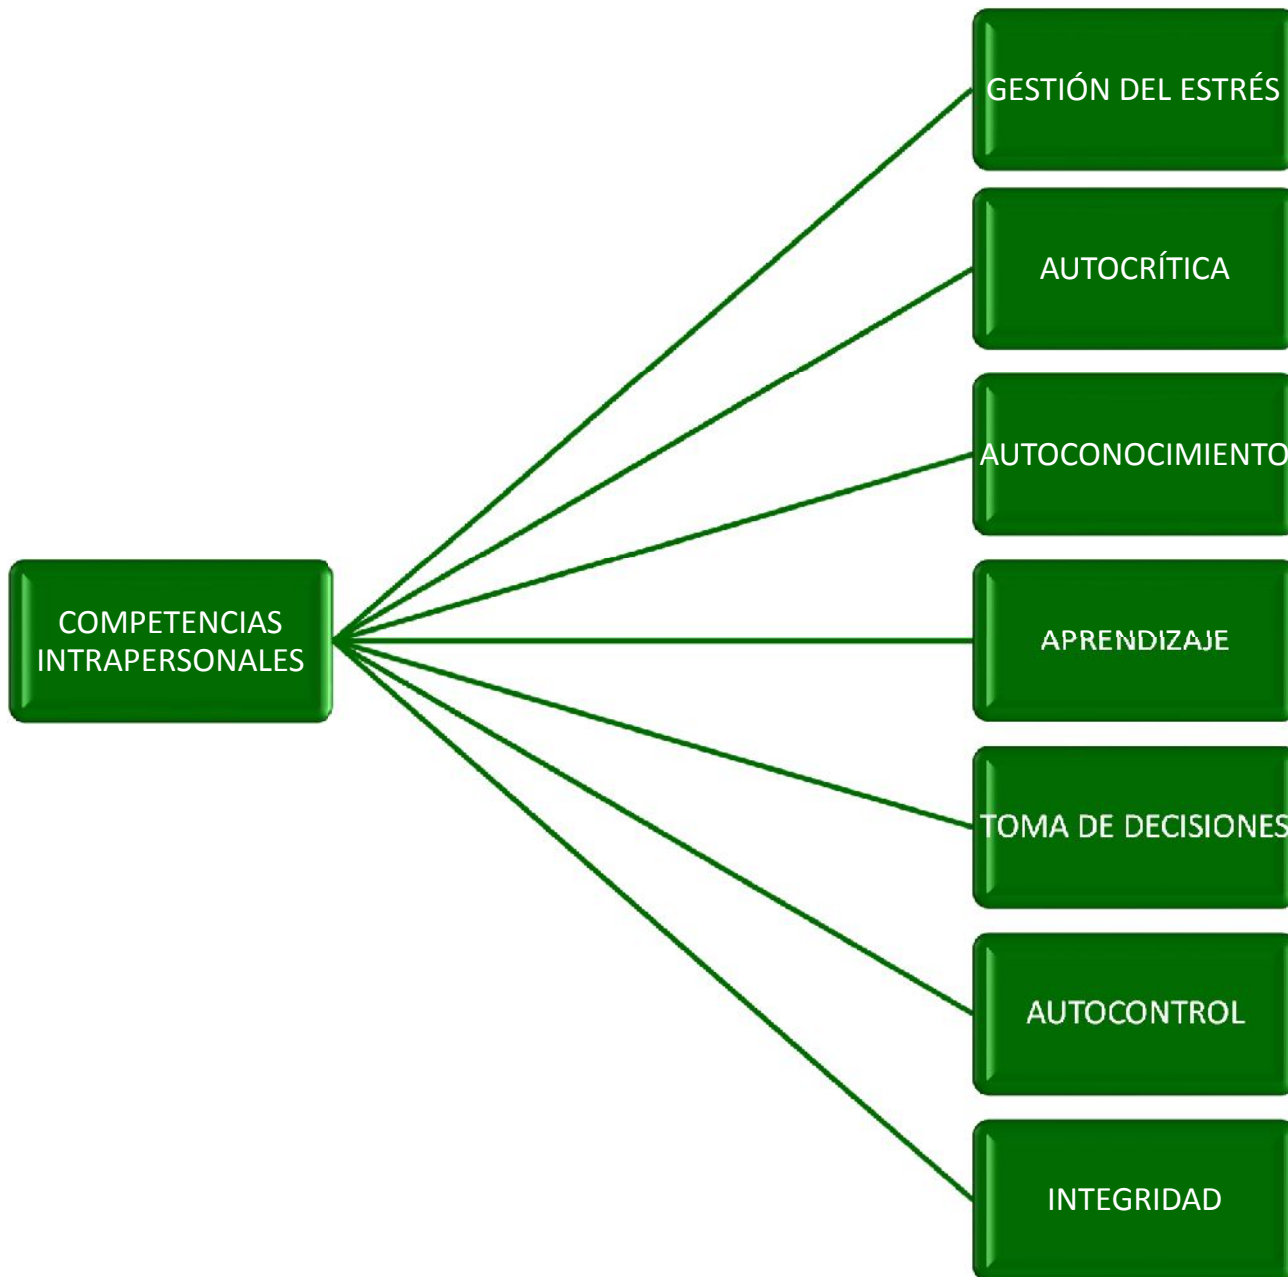 GESTIÓN DEL ESTRÉS
AUTOCRÍTICA
AUTOCONOCIMIENTO
COMPETENCIAS
INTRAPERSONALES
APRENDIZAJE
TOMA DE DECISIONES
AUTOCONTROL
INTEGRIDAD